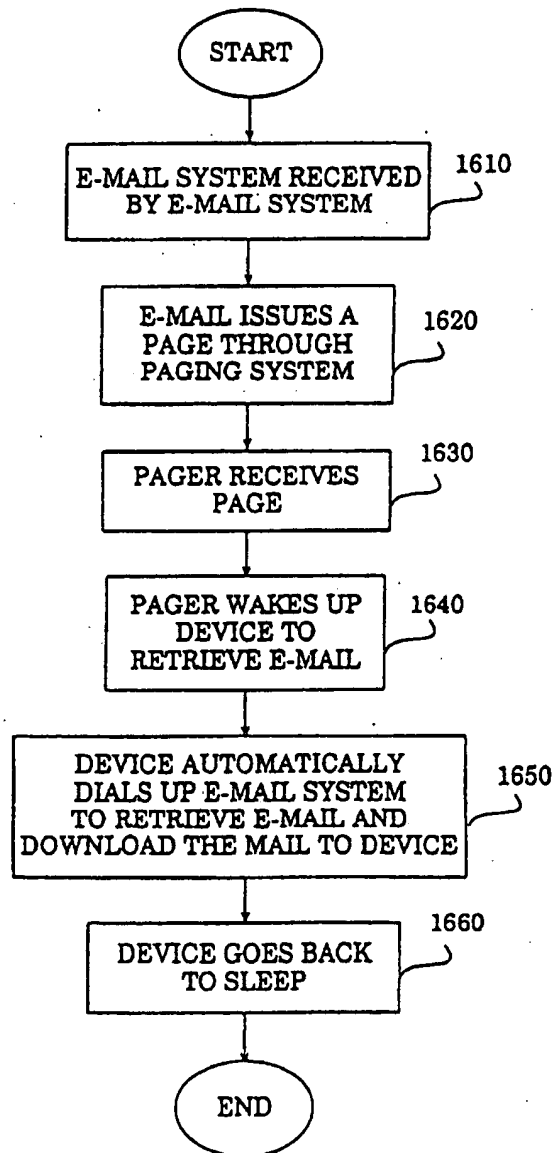 START
E-MAIL SYSTEM RECEIVED
BY E-MAIL SYSTEM
1610
E-MAIL ISSUES A
PAGE THROUGH
PAGING SYSTEM
1620
PAGER RECEIVES
PAGE
1630
PAGER WAKES UP
DEVICE TO
RETRIEVE E-MAIL
1640
DEVICE AUTOMATICALLY
DIALS UP E-MAIL SYSTEM
TO RETRIEVE E-MAIL AND
DOWNLOAD THE MAIL TO DEVICE
1650
DEVICE GOES BACK
TO SLEEP
1660
END